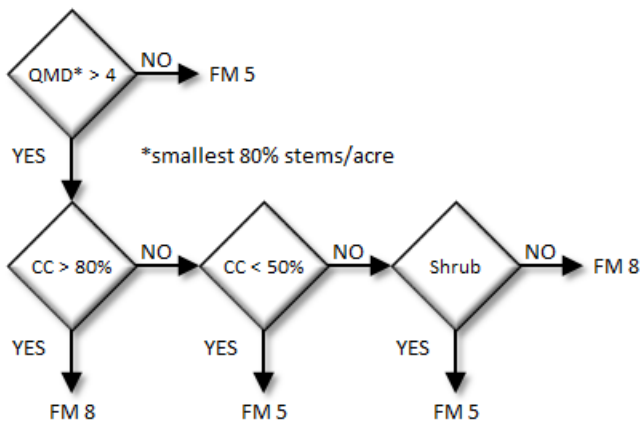 QMD* > 4
NO
FM 5
YES
*smallest 80% stems/acre
CC > 80%
NO
CC < 50%
NO
Shrub
NO
FM 8
YES
YES
YES
FM 8
FM 5
FM 5